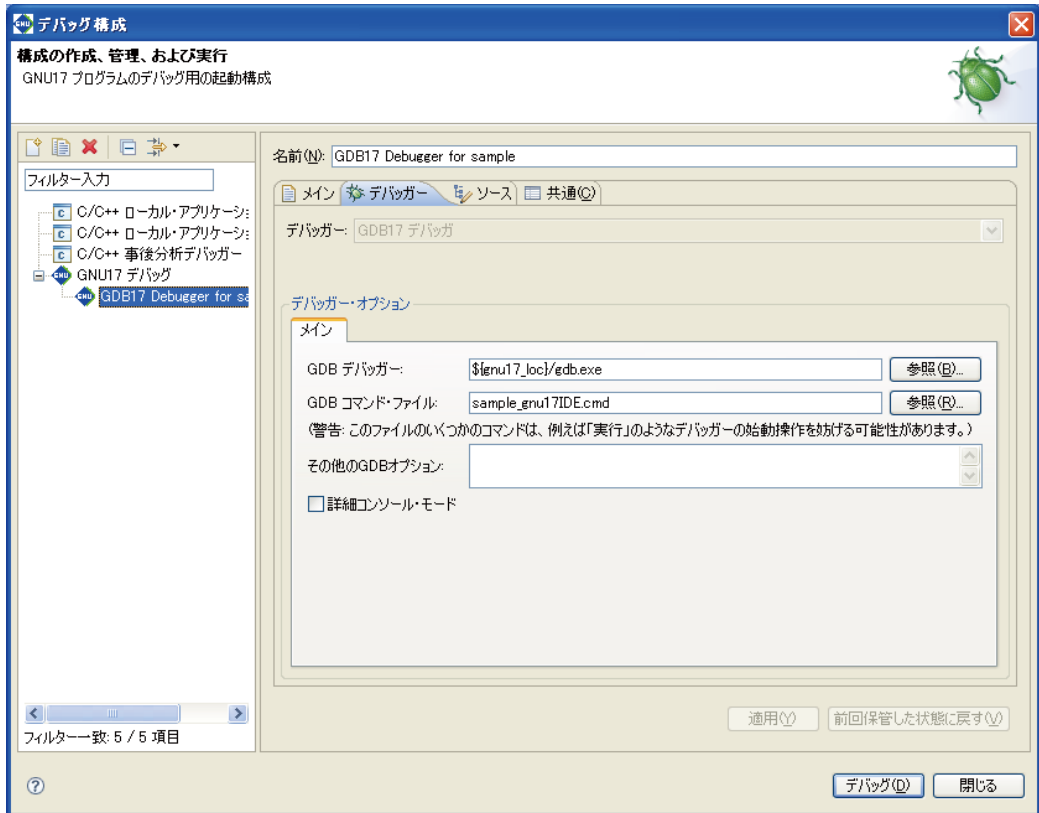 デバッグ構成
構成の作成、管理、および実行
GNU17 プログラムのデバッグ用の起動構成
フィルター入力
C/C++ ローカル・アプリケーショ
C/C++ ローカル・アプリケーショ
C/C++ 事後分析デバッガー
GNU17 デバッグ
GDB17 Debugger for sa
フィルター一致: 5 / 5 項目
名前(N): GDB17 Debugger for sample
メイン デバッガー ソース 共通(C)
デバッガー: GDB17 デバッガ
デバッガー・オプション
メイン
GDB デバッガー: ${gnu17_loc}/gdb.exe 参照(B)...
GDB コマンド・ファイル: sample_gnu17IDE.cmd 参照(R)...
(警告: このファイルのいくつかのコマンドは、例えば「実行」のようなデバッガーの始動操作を妨げる可能性があります。)
その他のGDBオプション:
詳細コンソール・モード
適用(Y) 前回保管した状態に戻す(V)
デバッグ(D) 閉じる